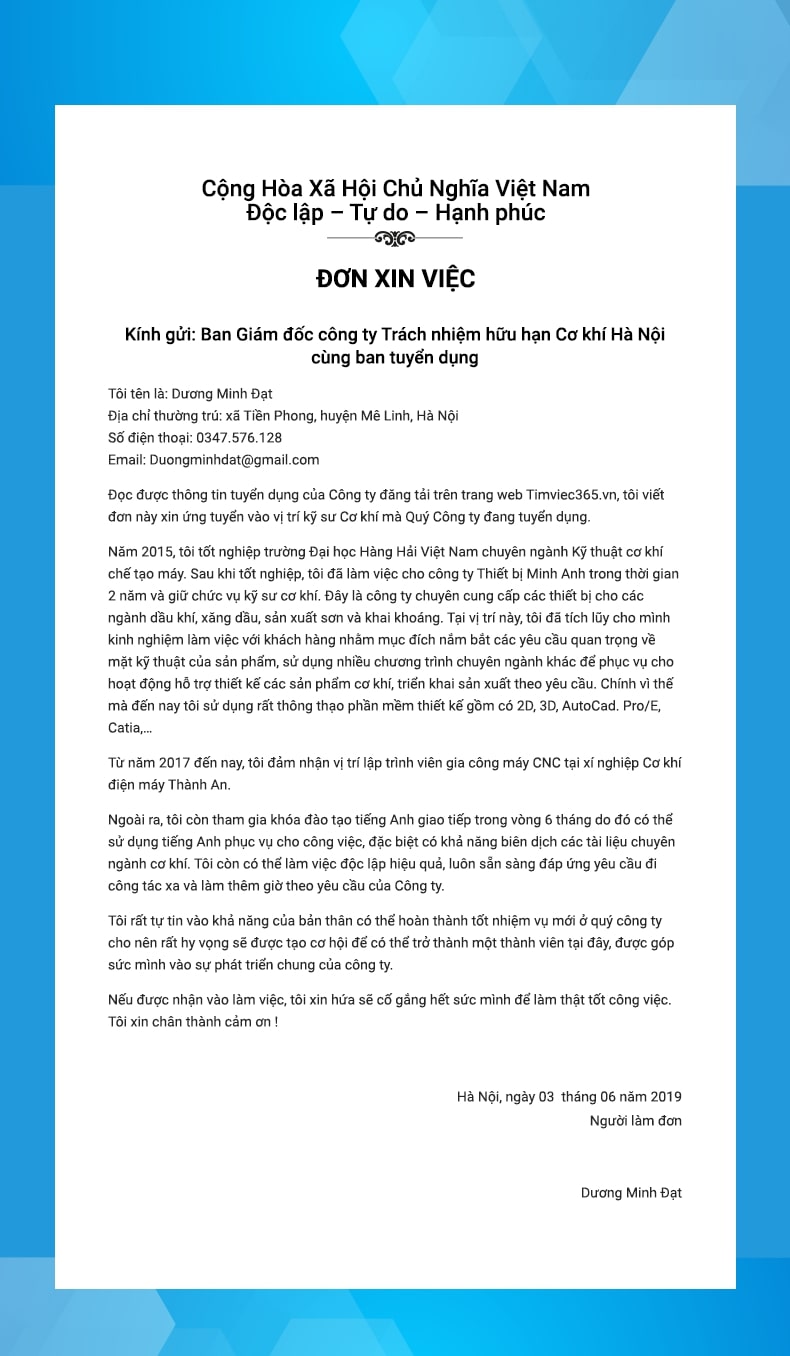 Cộng Hòa Xã Hội Chủ Nghĩa Việt Nam
Độc lập – Tự do – Hạnh phúc
ĐƠN XIN VIỆC
Kính gửi: Ban Giám đốc công ty Trách nhiệm hữu hạn Cơ khí Hà Nội
cùng ban tuyển dụng
Tôi tên là: Dương Minh Đạt
Địa chỉ thường trú: xã Tiền Phong, huyện Mê Linh, Hà Nội
Số điện thoại: 0347.576.128
Email: Duongminhdat@gmail.com
Đọc được thông tin tuyển dụng của Công ty đăng tải trên trang web Timviec365.vn, tôi viết
đơn này xin ứng tuyển vào vị trí kỹ sư Cơ khí mà Quý Công ty đang tuyển dụng.
Năm 2015, tôi tốt nghiệp trường Đại học Hàng Hải Việt Nam chuyên ngành Kỹ thuật cơ khí
chế tạo máy. Sau khi tốt nghiệp, tôi đã làm việc cho công ty Thiết bị Minh Anh trong thời gian
2 năm và giữ chức vụ kỹ sư cơ khí. Đây là công ty chuyên cung cấp các thiết bị cho các
ngành dầu khí, xăng dầu, sản xuất sơn và khai khoáng. Tại vị trí này, tôi đã tích lũy cho mình
kinh nghiệm làm việc với khách hàng nhằm mục đích nắm bắt các yêu cầu quan trọng về
mặt kỹ thuật của sản phẩm, sử dụng nhiều chương trình chuyên ngành khác để phục vụ cho
hoạt động hỗ trợ thiết kế các sản phẩm cơ khí, triển khai sản xuất theo yêu cầu. Chính vì thế
mà đến nay tôi sử dụng rất thông thạo phần mềm thiết kế gồm có 2D, 3D, AutoCad. Pro/E,
Catia,...
Từ năm 2017 đến nay, tôi đảm nhận vị trí lập trình viên gia công máy CNC tại xí nghiệp Cơ khí
điện máy Thành An.
Ngoài ra, tôi còn tham gia khóa đào tạo tiếng Anh giao tiếp trong vòng 6 tháng do đó có thể
sử dụng tiếng Anh phục vụ cho công việc, đặc biệt có khả năng biên dịch các tài liệu chuyên
ngành cơ khí. Tôi còn có thể làm việc độc lập hiệu quả, luôn sẵn sàng đáp ứng yêu cầu đi
công tác xa và làm thêm giờ theo yêu cầu của Công ty.
Tôi rất tự tin vào khả năng của bản thân có thể hoàn thành tốt nhiệm vụ mới ở quý công ty
cho nên rất hy vọng sẽ được tạo cơ hội để có thể trở thành một thành viên tại đây, được góp
sức mình vào sự phát triển chung của công ty.
Nếu được nhận vào làm việc, tôi xin hứa sẽ cố gắng hết sức mình để làm thật tốt công việc.
Tôi xin chân thành cảm ơn !
Hà Nội, ngày 03 tháng 06 năm 2019
Người làm đơn
Dương Minh Đạt